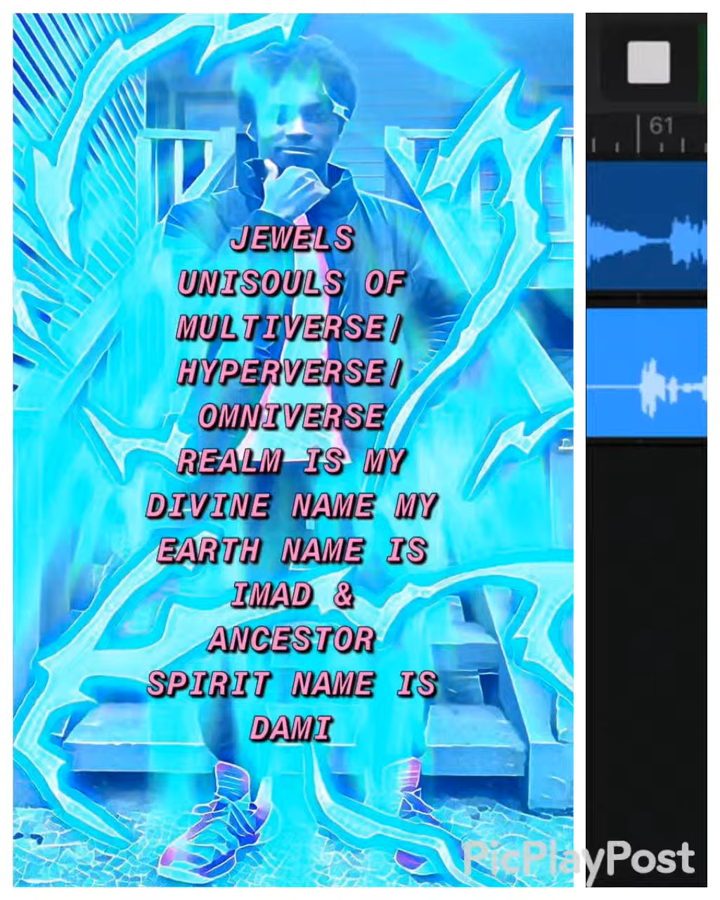 JEWELS
UNISOULS OF
MULTIVERSE/
HYPERVERSE/
OMNIVERSE
REALM IS MY
DIVINE NAME MY
EARTH NAME IS
IMAD &
ANCESTOR
SPIRIT NAME IS
DAMI
61
PicPlayPost